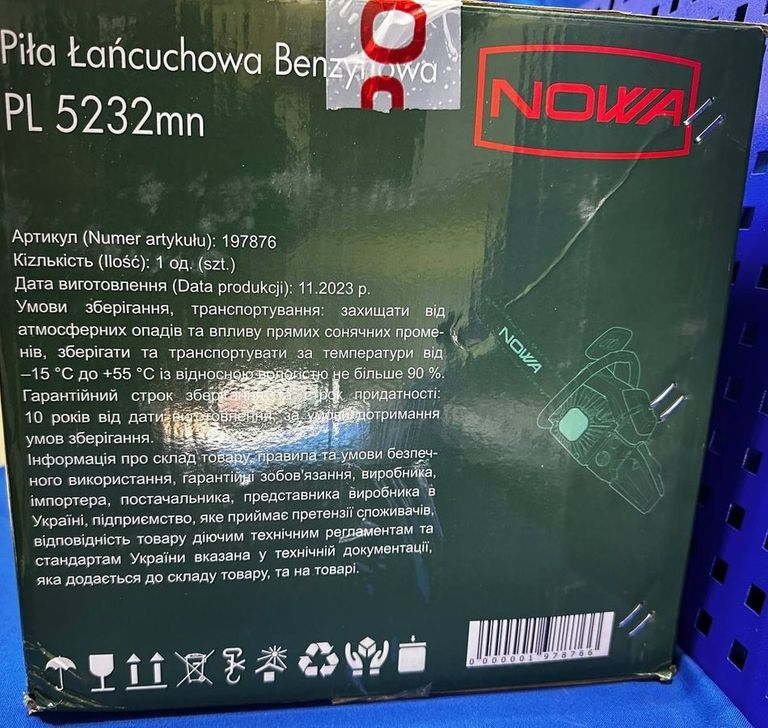 Piła Łańcuchowa Benzynowa
NOWA
PL 5232mn
Артикул (Numer artykułu): 197876
Кізлькість (Ilość): 1 од. (szt.)
Дата виготовлення (Data produkcji): 11.2023 р.
Умови зберігання, транспортування: захищати від
атмосферних опадів та впливу прямих сонячних проме-
нів, зберігати та транспортувати за температури від
–15 °C до +55 °C із відносною вологістю не більше 90 %.
Гарантійний строк зберігання та строк придатності:
10 років від дати виготовлення, за умови дотримання
умов зберігання.
Інформація про склад товару, правила та умови безпеч-
ного використання, гарантійні зобов'язання, виробника,
імпортера, постачальника, представника виробника в
Україні, підприємство, яке приймає претензії споживачів,
відповідність товару діючим технічним регламентам та
стандартам України вказана у технічній документації,
яка додається до складу товару, та на товарі.
NOWA
0 000001 978766